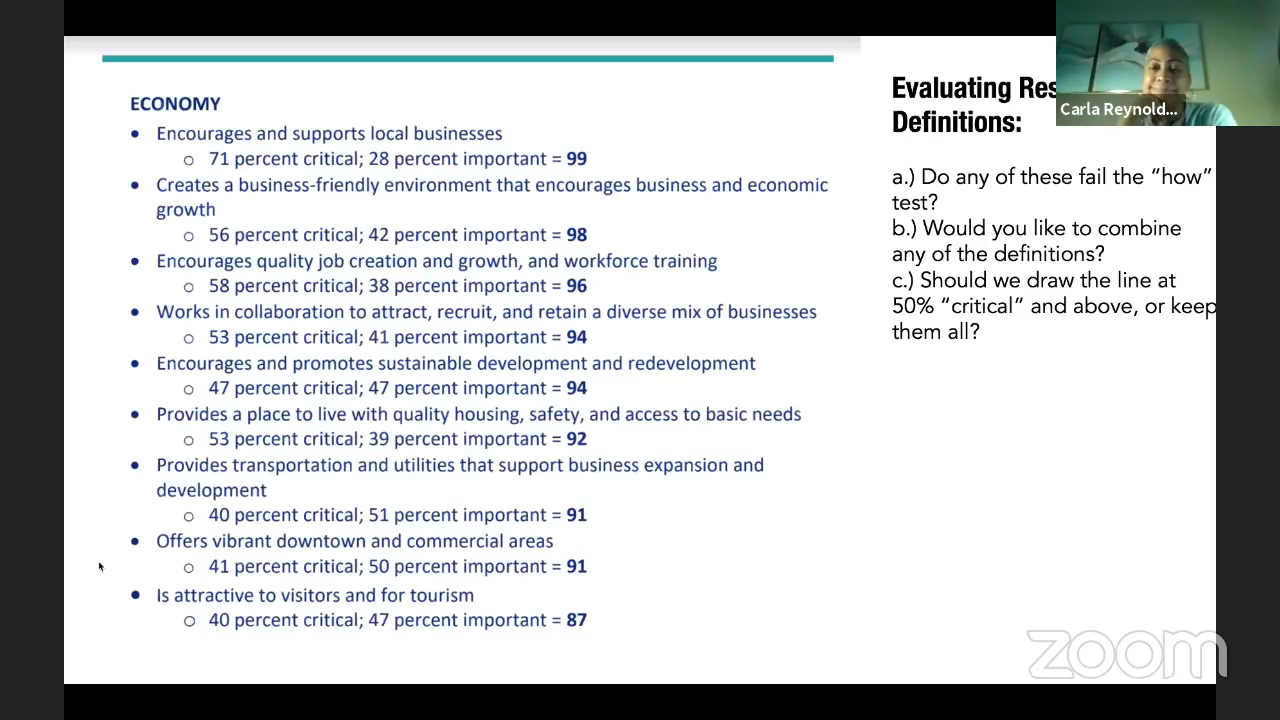 ECONOMY
• Encourages and supports local businesses
o 71 percent critical; 28 percent important = 99
• Creates a business-friendly environment that encourages business and economic
growth
o 56 percent critical; 42 percent important = 98
• Encourages quality job creation and growth, and workforce training
o 58 percent critical; 38 percent important = 96
• Works in collaboration to attract, recruit, and retain a diverse mix of businesses
o 53 percent critical; 41 percent important = 94
• Encourages and promotes sustainable development and redevelopment
o 47 percent critical; 47 percent important = 94
• Provides a place to live with quality housing, safety, and access to basic needs
o 53 percent critical; 39 percent important = 92
• Provides transportation and utilities that support business expansion and
development
o 40 percent critical; 51 percent important = 91
• Offers vibrant downtown and commercial areas
o 41 percent critical; 50 percent important = 91
• Is attractive to visitors and for tourism
o 40 percent critical; 47 percent important = 87
Evaluating Res
Definitions:
a.) Do any of these fail the “how”
test?
b.) Would you like to combine
any of the definitions?
c.) Should we draw the line at
50% “critical” and above, or keep
them all?
Carla Reynold...
zoom